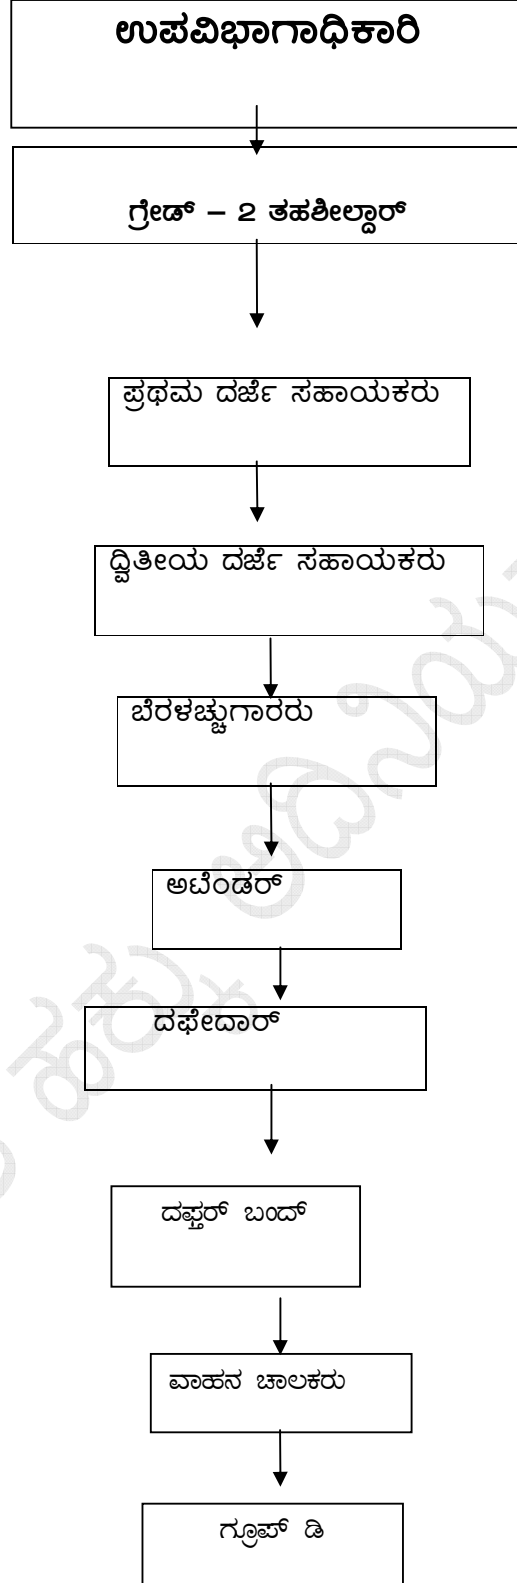 ಉಪವಿಭಾಗಾಧಿಕಾರಿ
ಗ್ರೇಡ್ – 2 ತಹಶೀಲ್ದಾರ್
ಪ್ರಥಮ ದರ್ಜೆ ಸಹಾಯಕರು
ದ್ವಿತೀಯ ದರ್ಜೆ ಸಹಾಯಕರು
ಬೆರಳಚ್ಚುಗಾರರು
ಅಟೆಂಡರ್
ದಫೇದಾರ್
ದಫ್ತರ್ ಬಂದ್
ವಾಹನ ಚಾಲಕರು
ಗ್ರೂಪ್ ಡಿ
ಹಕ್ಕು